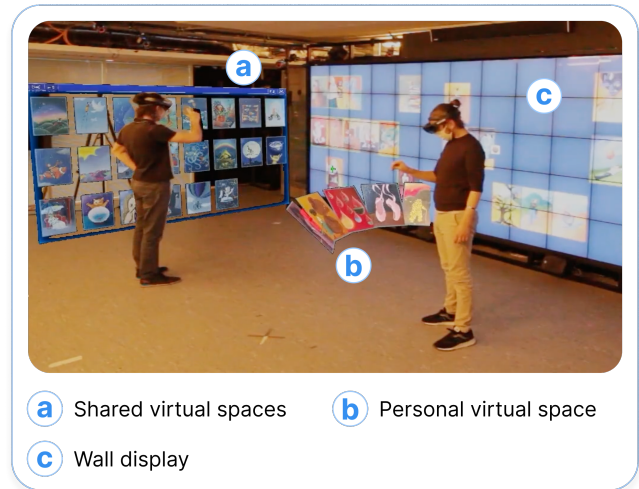 a
c
b
a Shared virtual spaces
b Personal virtual space
c Wall display